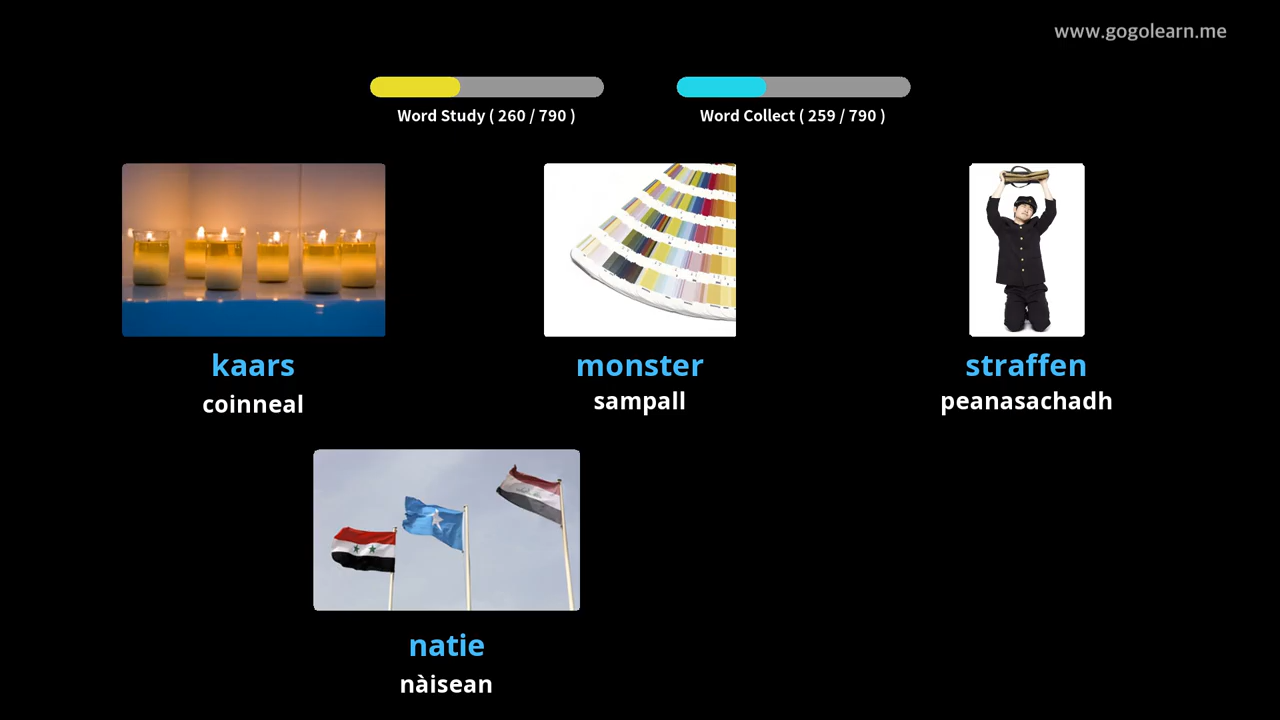 www.gogolearn.me
Word Study ( 260 / 790 )
Word Collect ( 259 / 790 )
kaars
coinneal
monster
sampall
straffen
peanasachadh
natie
nàisean